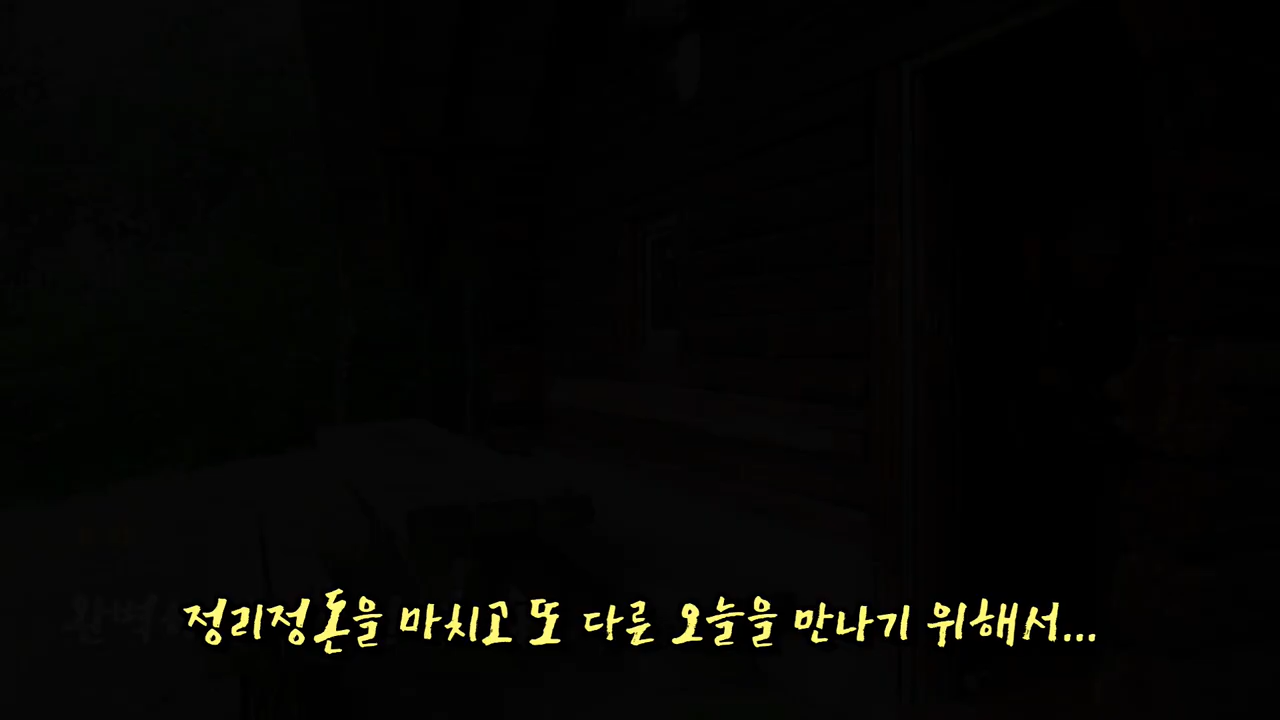 정리정돈을 마치고 또 다른 오늘을 만나기 위해서...